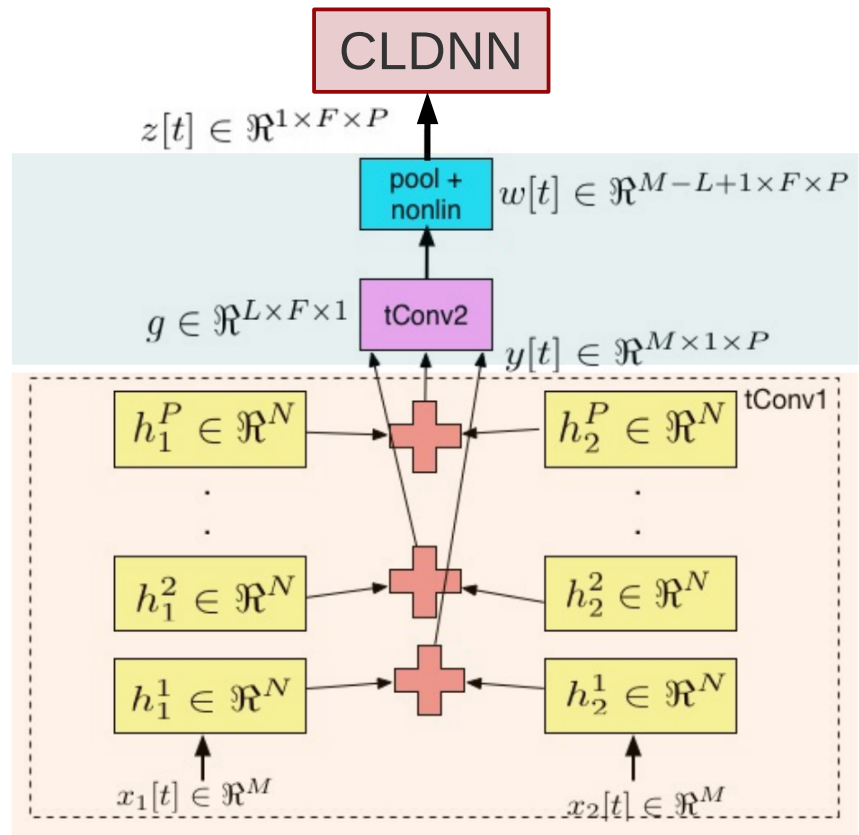 CLDNN
z[t] ∈ ℜ^{1×F×P}
pool +
nonlin
w[t] ∈ ℜ^{M−L+1×F×P}
g ∈ ℜ^{L×F×1}
tConv2
y[t] ∈ ℜ^{M×1×P}
tConv1
h_1^P ∈ ℜ^N
h_2^P ∈ ℜ^N
.
.
.
.
h_1^2 ∈ ℜ^N
h_2^2 ∈ ℜ^N
h_1^1 ∈ ℜ^N
h_2^1 ∈ ℜ^N
x_1[t] ∈ ℜ^M
x_2[t] ∈ ℜ^M